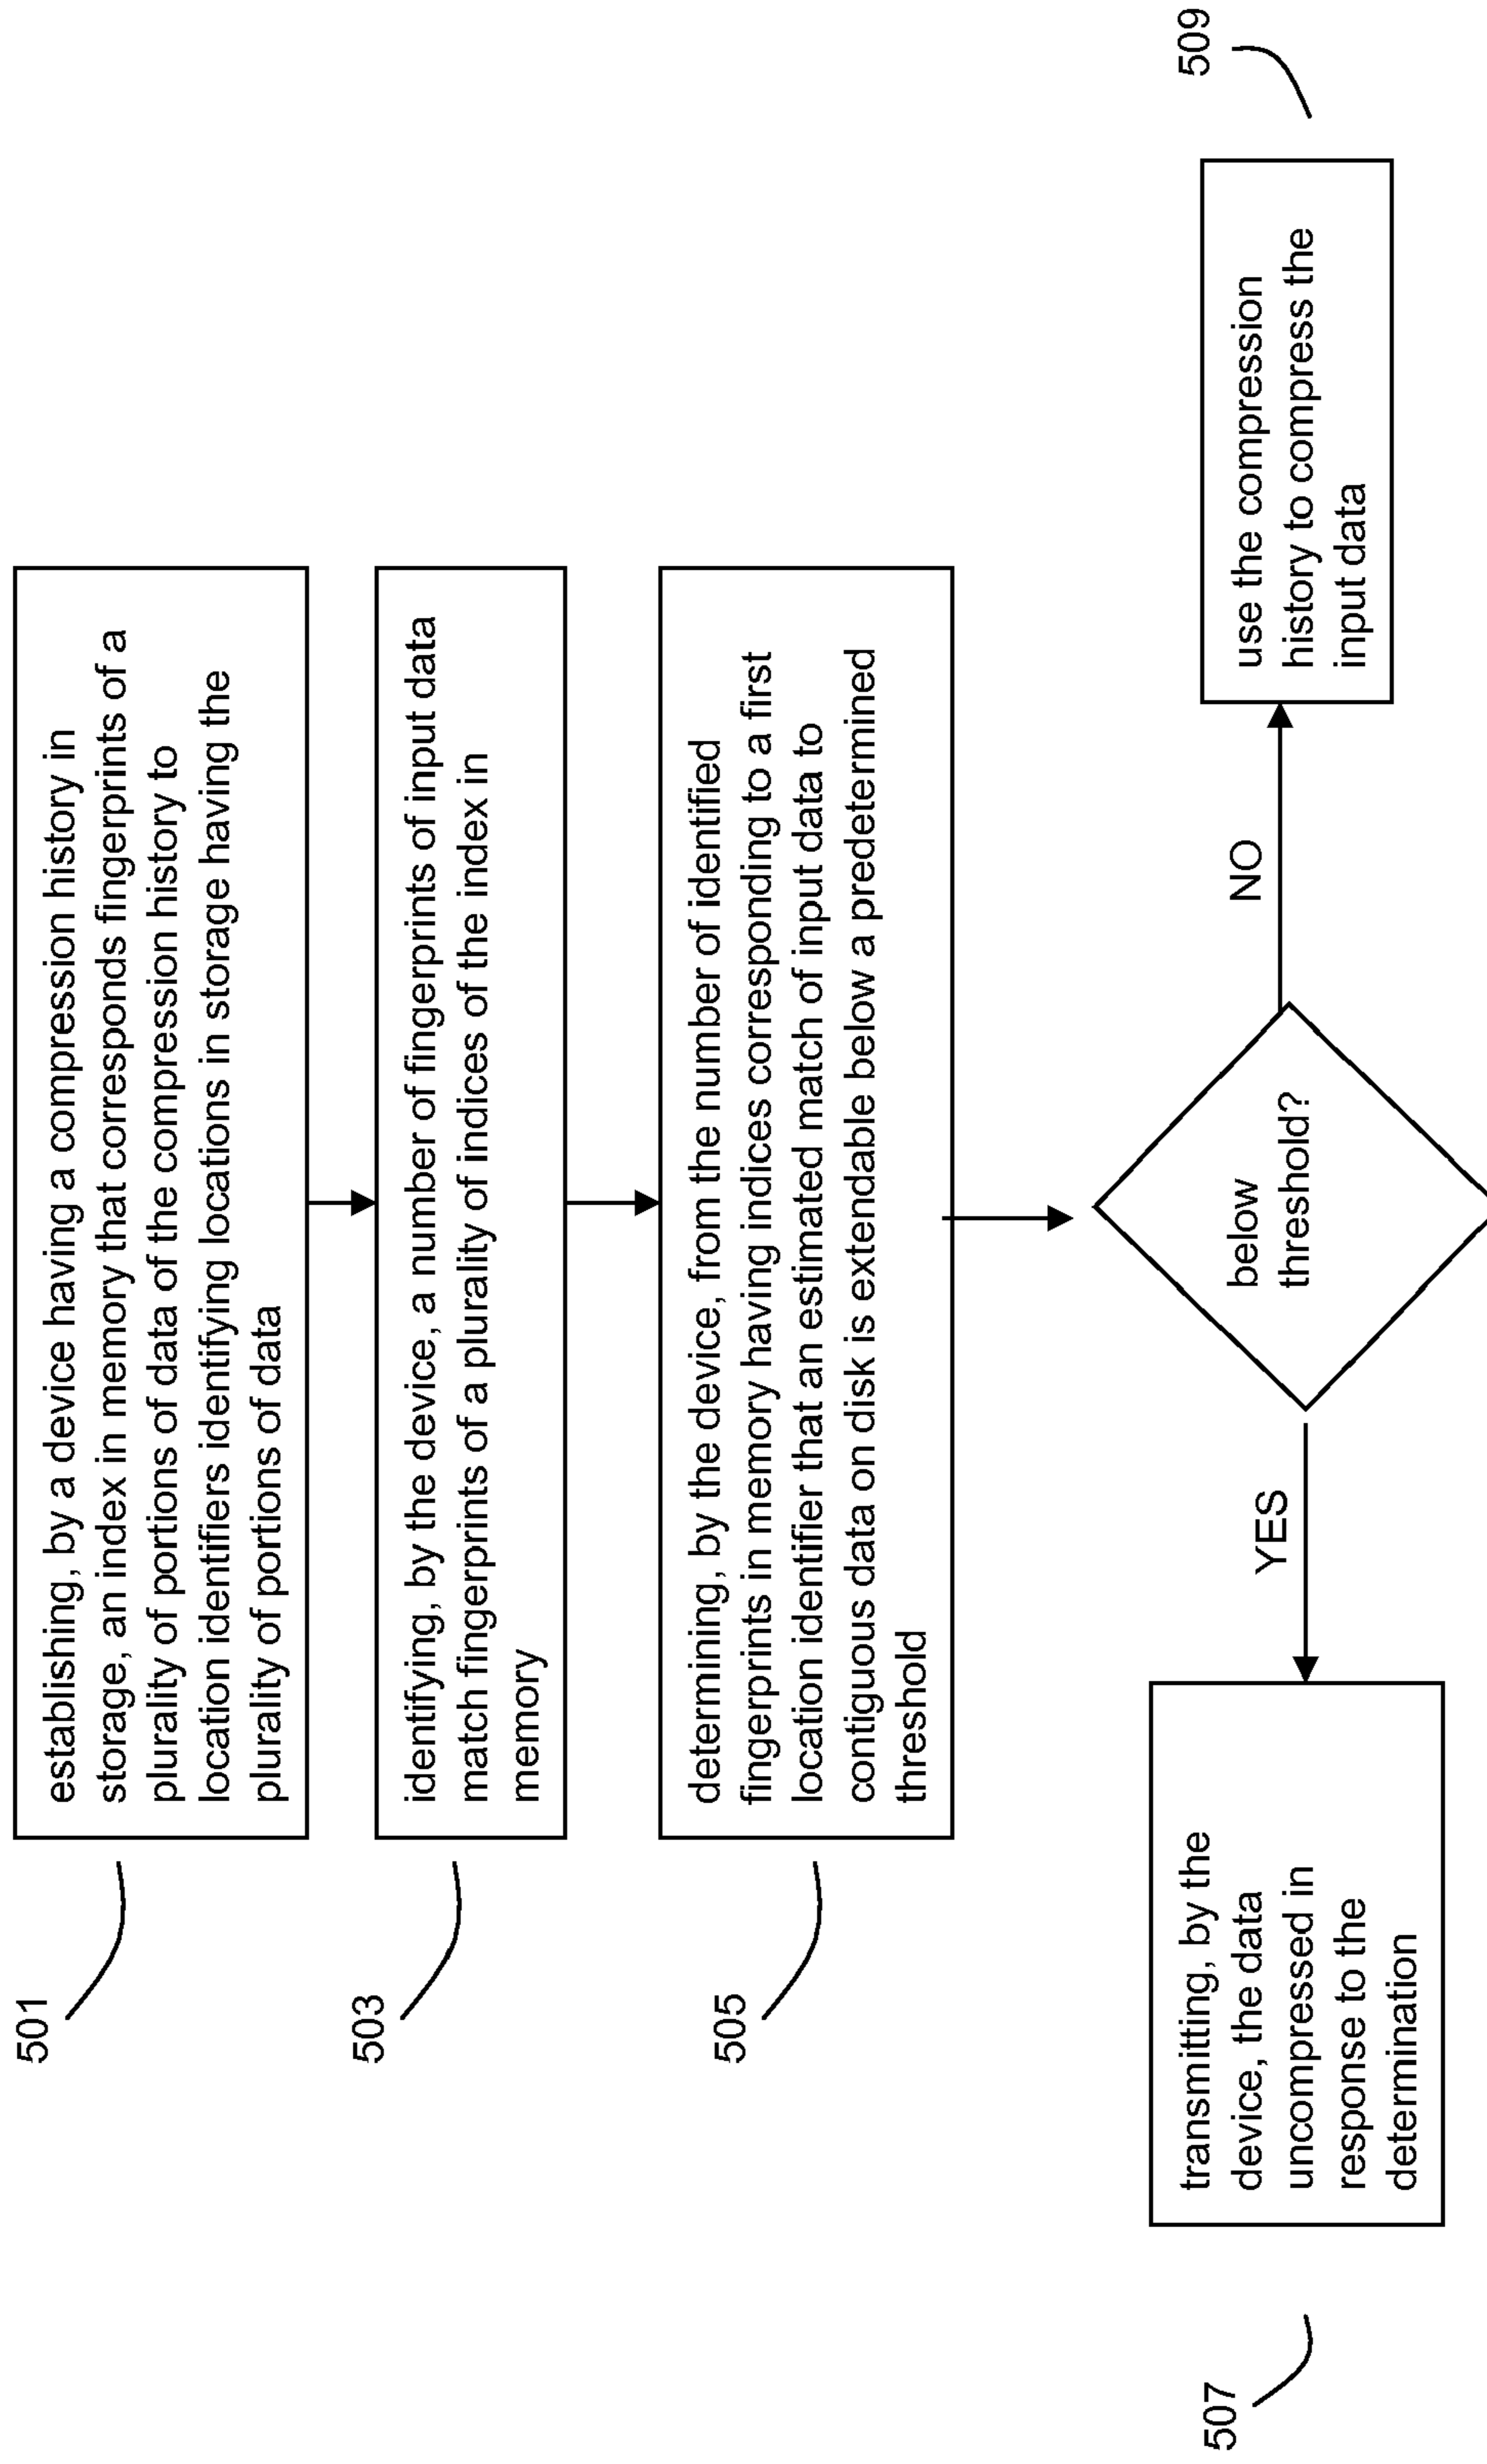 501
establishing, by a device having a compression history in
storage, an index in memory that corresponds fingerprints of a
plurality of portions of data of the compression history to
location identifiers identifying locations in storage having the
plurality of portions of data
503
identifying, by the device, a number of fingerprints of input data
match fingerprints of a plurality of indices of the index in
memory
505
determining, by the device, from the number of identified
fingerprints in memory having indices corresponding to a first
location identifier that an estimated match of input data to
contiguous data on disk is extendable below a predetermined
threshold
below
threshold?
YES
NO
507
transmitting, by the
device, the data
uncompressed in
response to the
determination
509
use the compression
history to compress the
input data